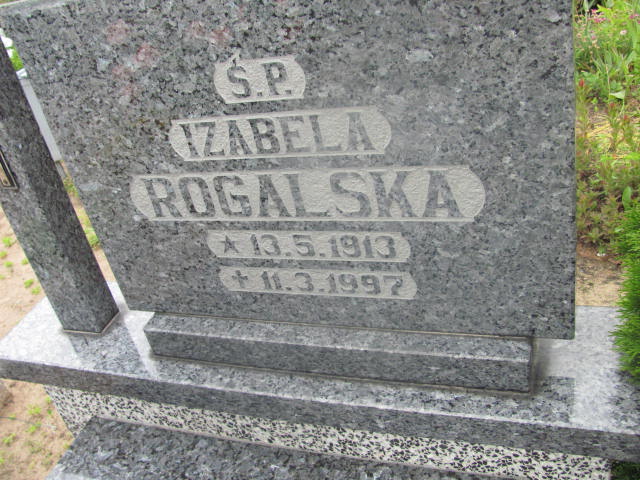 Ś.P.
IZABELA
ROGALSKA
★ 13.5.1913
✝ 11.3.1997